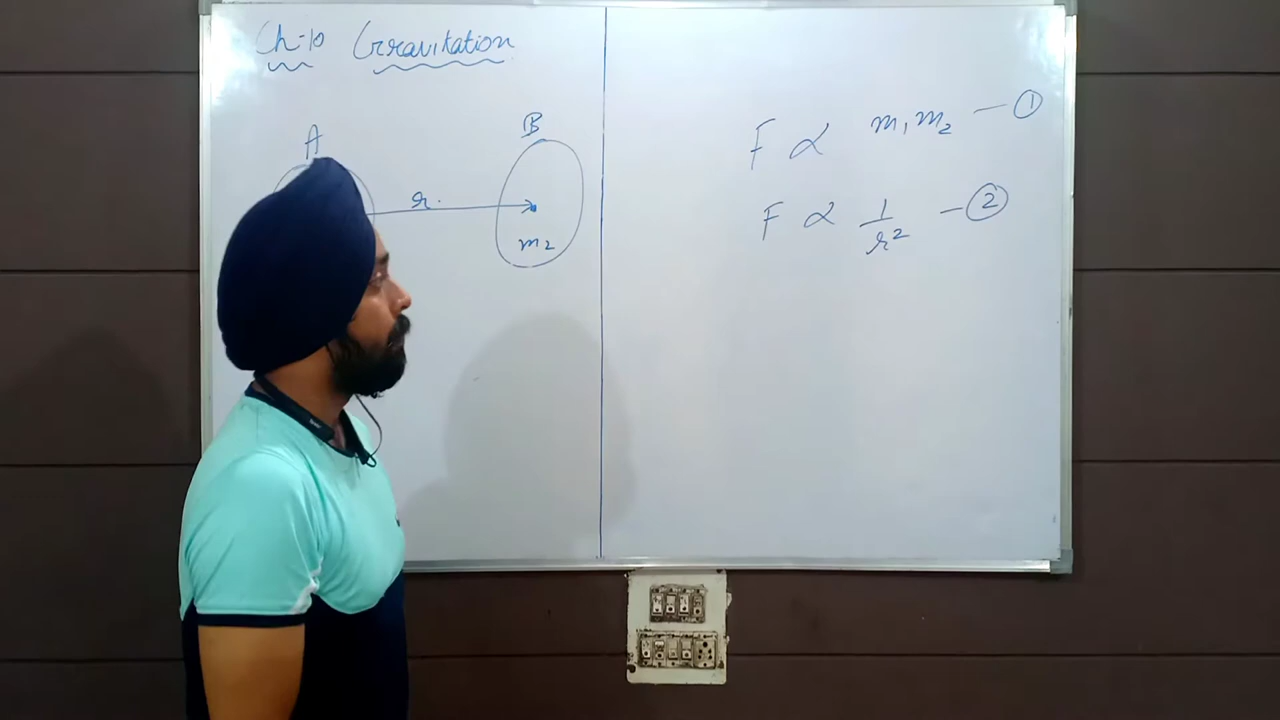 Ch-10 Gravitation
A
B
r.
m₂
F ∝ m₁m₂ — ①
F ∝ 1/r² — ②